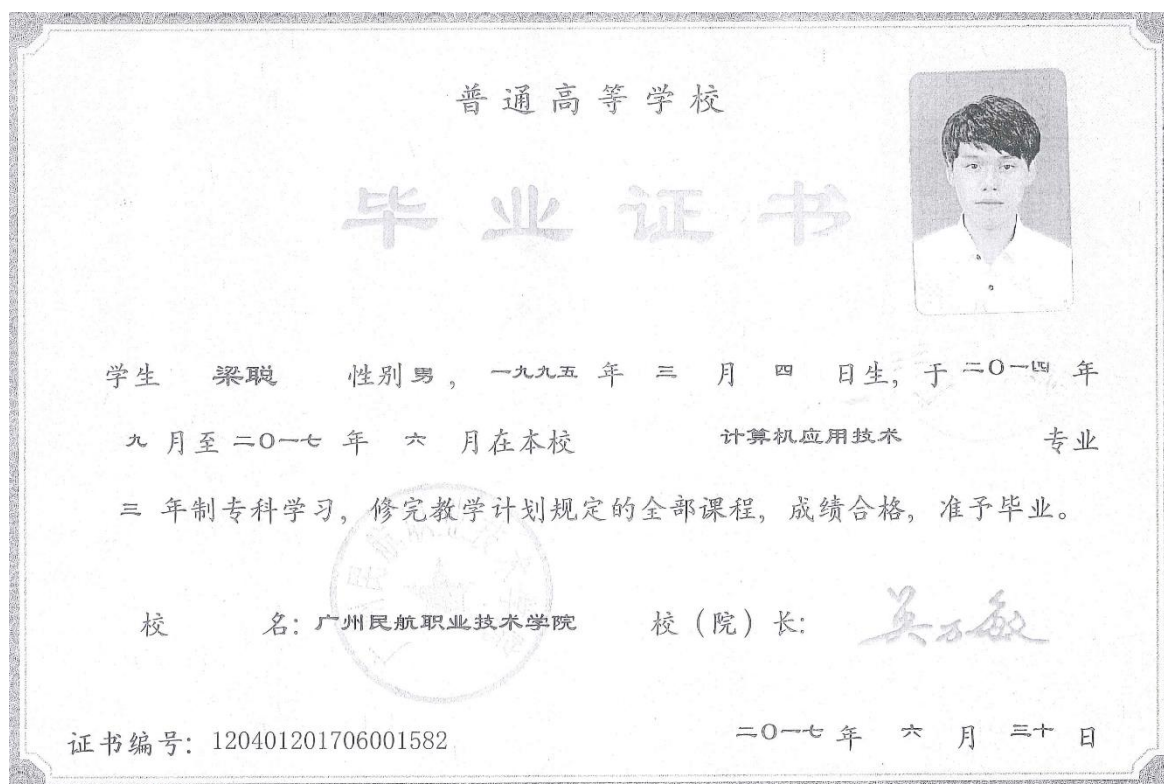 普通高等学校
毕业证书
学生 梁聪 性别 男 , 一九九五 年 三 月 四 日生, 于 二〇一四 年
九 月至 二〇一七 年 六 月在本校 计算机应用技术 专业
三 年制专科学习, 修完教学计划规定的全部课程, 成绩合格, 准予毕业。
校 名: 广州民航职业技术学院 校(院)长: 吴万敏
证书编号: 120401201706001582 二〇一七 年 六 月 三十 日